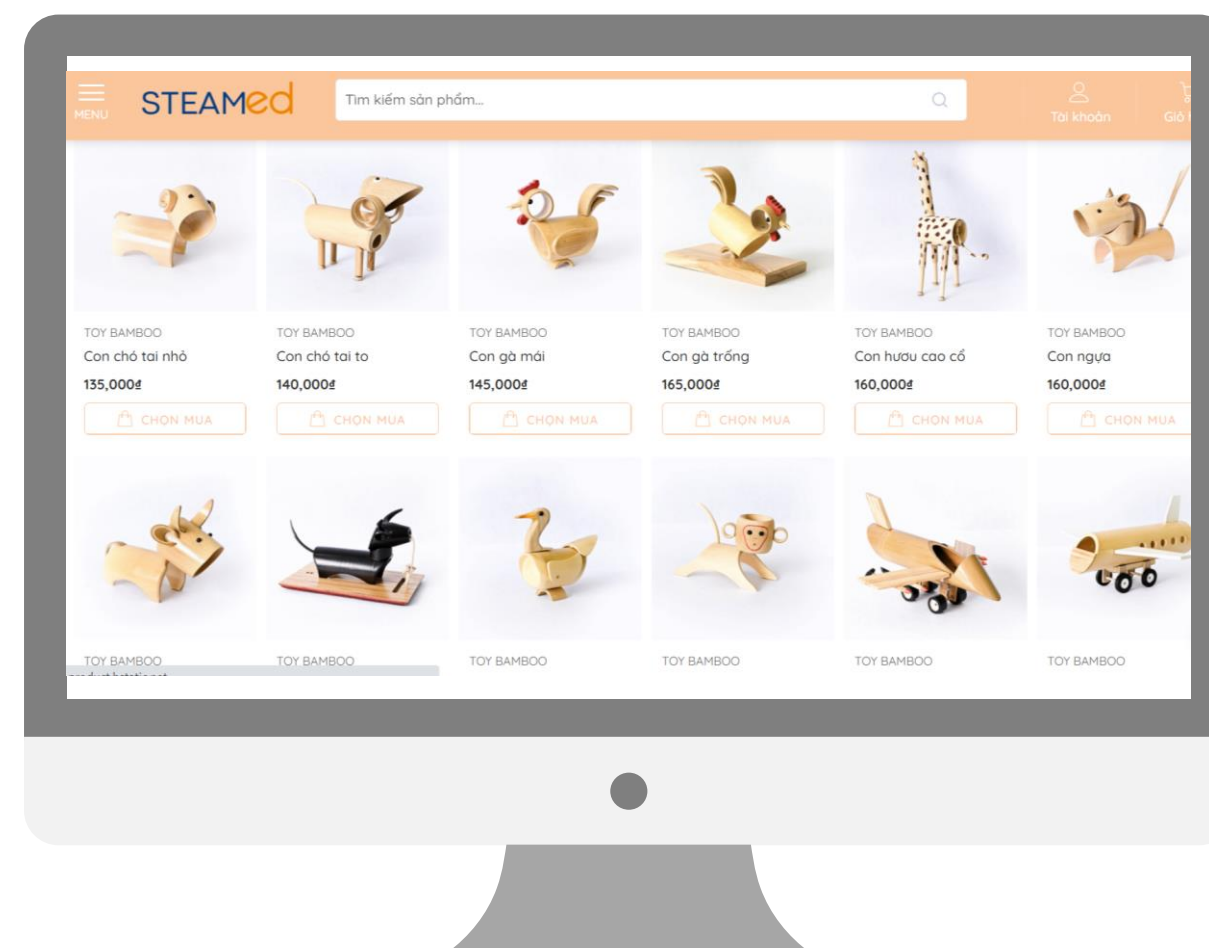 MENU
STEAMed
Tìm kiếm sản phẩm...
Tài khoản
Giỏ
TOY BAMBOO
Con chó tai nhỏ
135,000₫
CHỌN MUA
TOY BAMBOO
Con chó tai to
140,000₫
CHỌN MUA
TOY BAMBOO
Con gà mái
145,000₫
CHỌN MUA
TOY BAMBOO
Con gà trống
165,000₫
CHỌN MUA
TOY BAMBOO
Con hươu cao cổ
160,000₫
CHỌN MUA
TOY BAMBOO
Con ngựa
160,000₫
CHỌN MUA
TOY BAMBOO
TOY BAMBOO
TOY BAMBOO
TOY BAMBOO
TOY BAMBOO
TOY BAMBOO